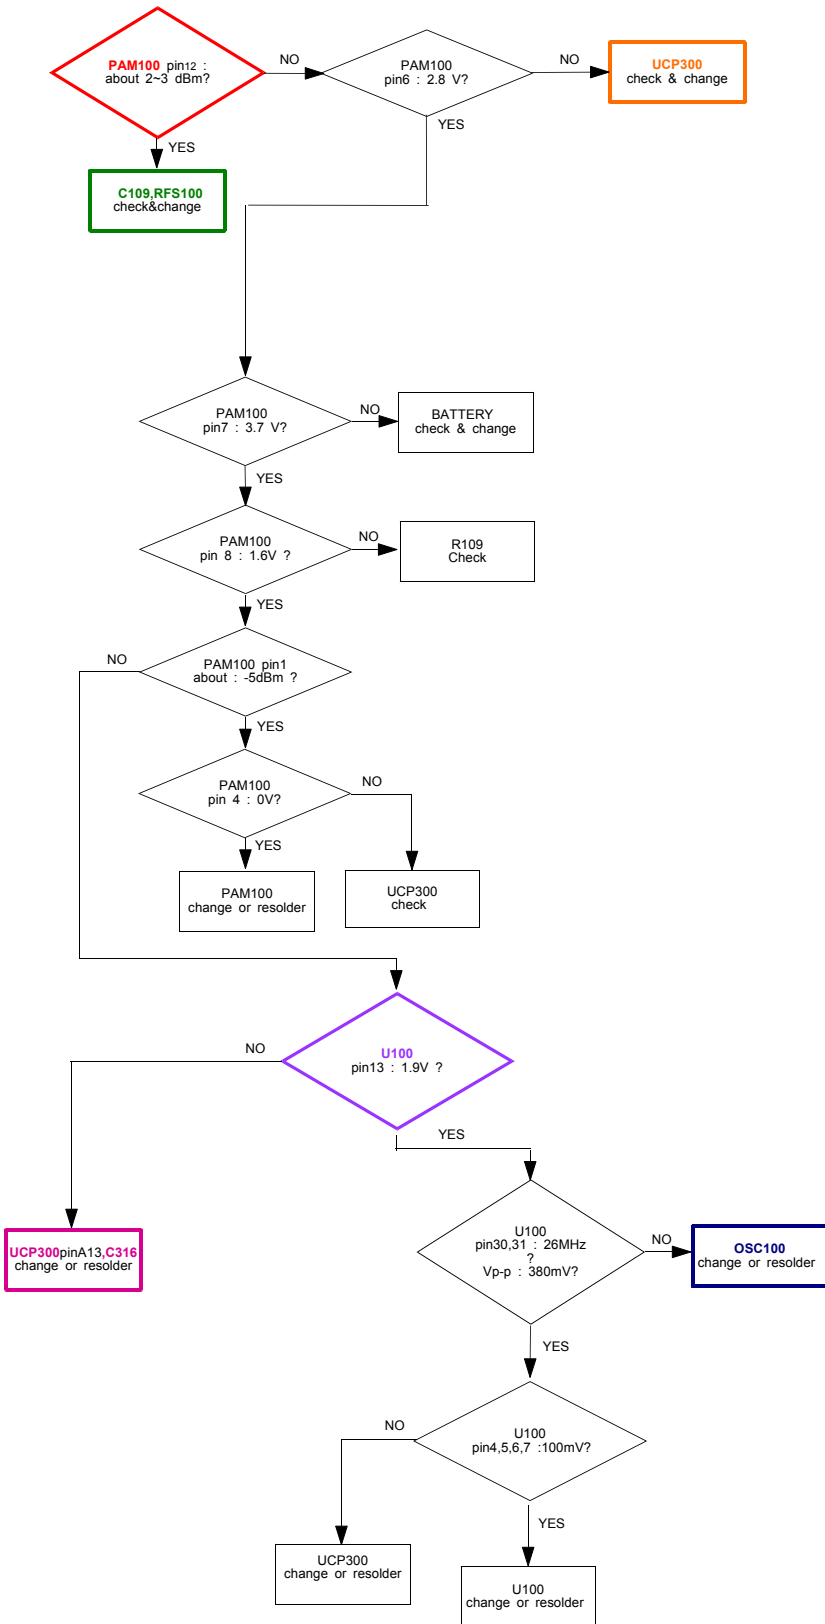 PAM100 pin12 :
about 2~3 dBm?
NO
PAM100
pin6 : 2.8 V?
NO
UCP300
check & change
YES
YES
C109,RFS100
check&change
PAM100
pin7 : 3.7 V?
NO
BATTERY
check & change
YES
PAM100
pin 8 : 1.6V ?
NO
R109
Check
YES
NO
PAM100 pin1
about : -5dBm ?
YES
PAM100
pin 4 : 0V?
NO
YES
PAM100
change or resolder
UCP300
check
U100
pin13 : 1.9V ?
NO
YES
UCP300pinA13,C316
change or resolder
U100
pin30,31 : 26MHz
?
Vp-p : 380mV?
NO
OSC100
change or resolder
YES
U100
pin4,5,6,7 :100mV?
NO
YES
UCP300
change or resolder
U100
change or resolder